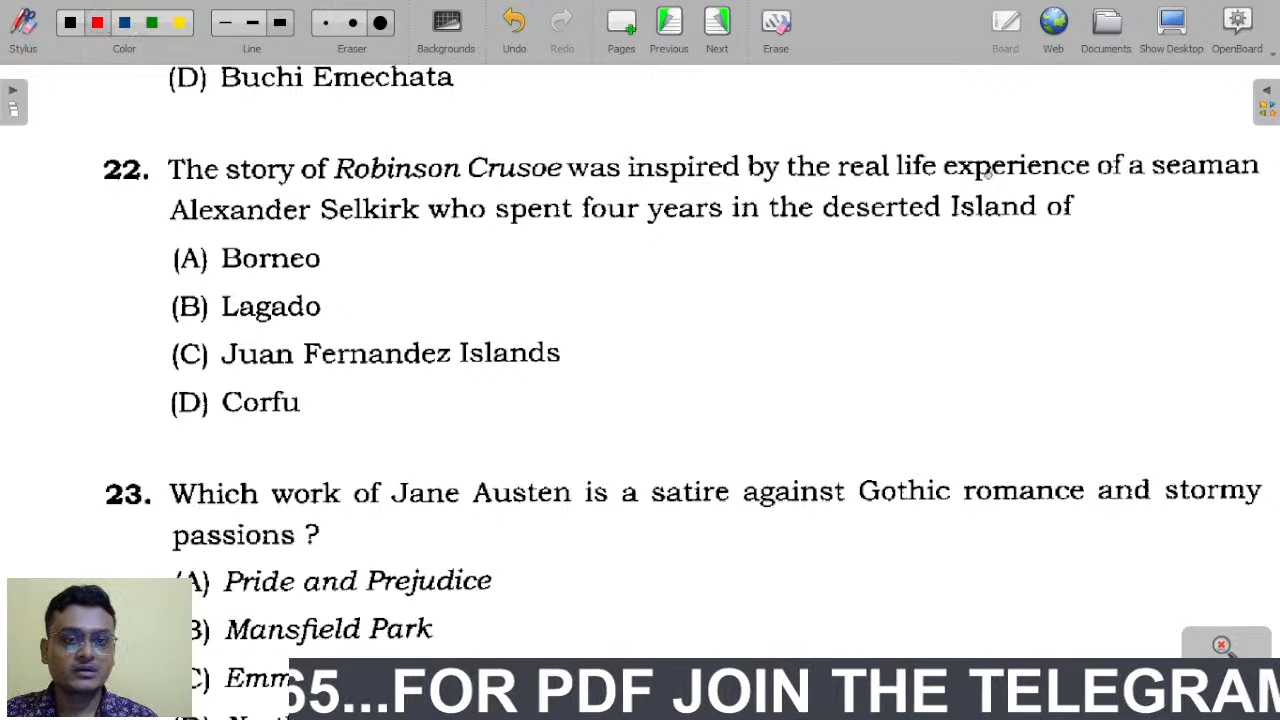 Stylus
Color
Line
Eraser
Backgrounds
Undo
Redo
Pages
Previous
Next
Erase
Board
Web
Documents
Show Desktop
OpenBoard
(D) Buchi Emechata
22. The story of Robinson Crusoe was inspired by the real life experience of a seaman
Alexander Selkirk who spent four years in the deserted Island of
(A) Borneo
(B) Lagado
(C) Juan Fernandez Islands
(D) Corfu
23. Which work of Jane Austen is a satire against Gothic romance and stormy
passions ?
(A) Pride and Prejudice
B) Mansfield Park
C) Emm
65...FOR PDF JOIN THE TELEGRAM